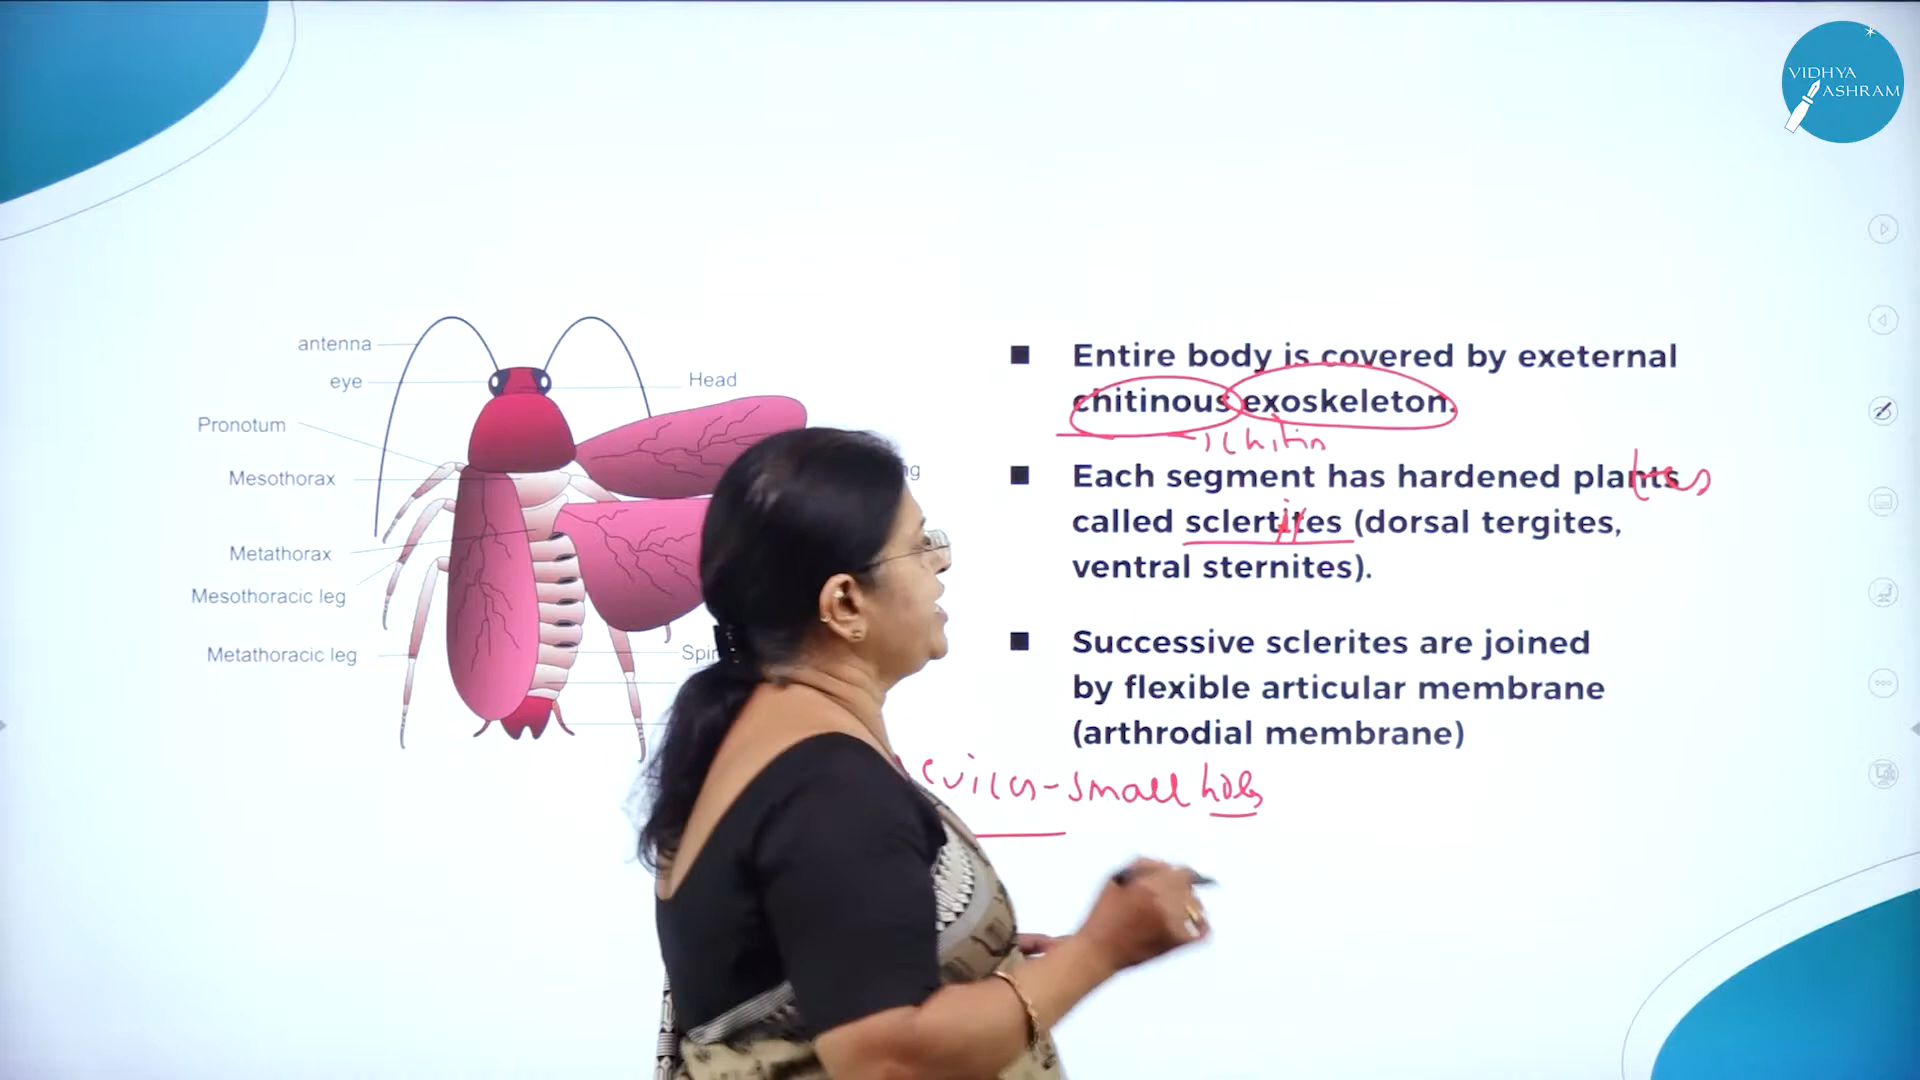 VIDHYA
ASHRAM
antenna
eye
Head
Pronotum
Mesothorax
Metathorax
Mesothoracic leg
Metathoracic leg
Entire body is covered by exeternal
chitinous exoskeleton.
chitin
Each segment has hardened plants
called sclertites (dorsal tergites,
ventral sternites).
Successive sclerites are joined
by flexible articular membrane
(arthrodial membrane)
small holes